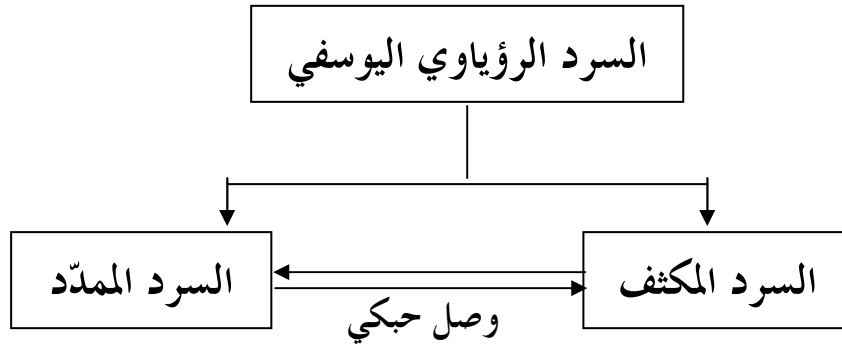 السرد الرؤياوي اليوسفي
السرد المكثف
السرد الممدّد
وصل حبكي